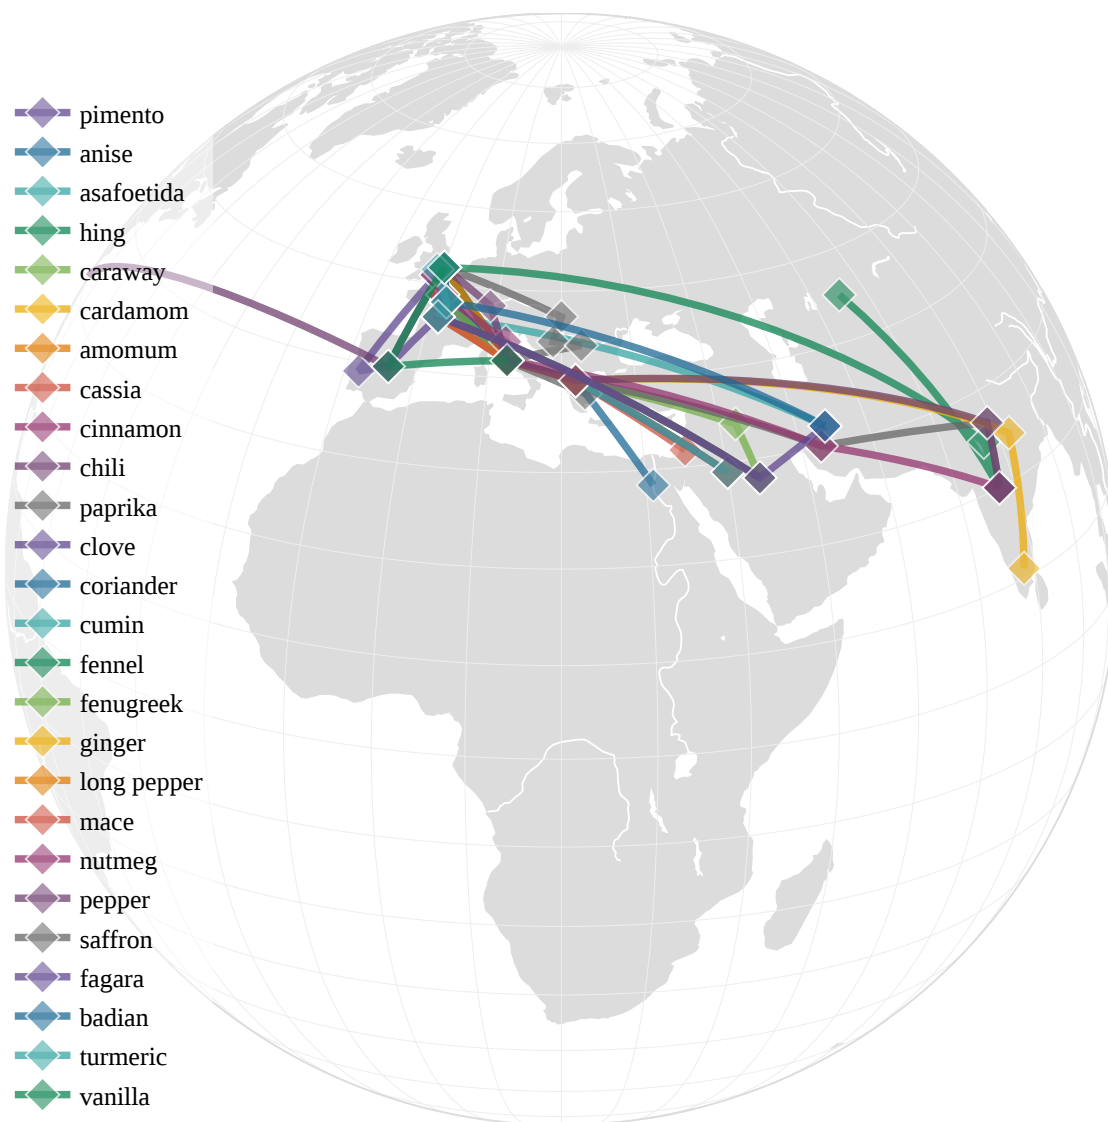 pimento
anise
asafoetida
hing
caraway
cardamom
amomum
cassia
cinnamon
chili
paprika
clove
coriander
cumin
fennel
fenugreek
ginger
long pepper
mace
nutmeg
pepper
saffron
fagara
badian
turmeric
vanilla